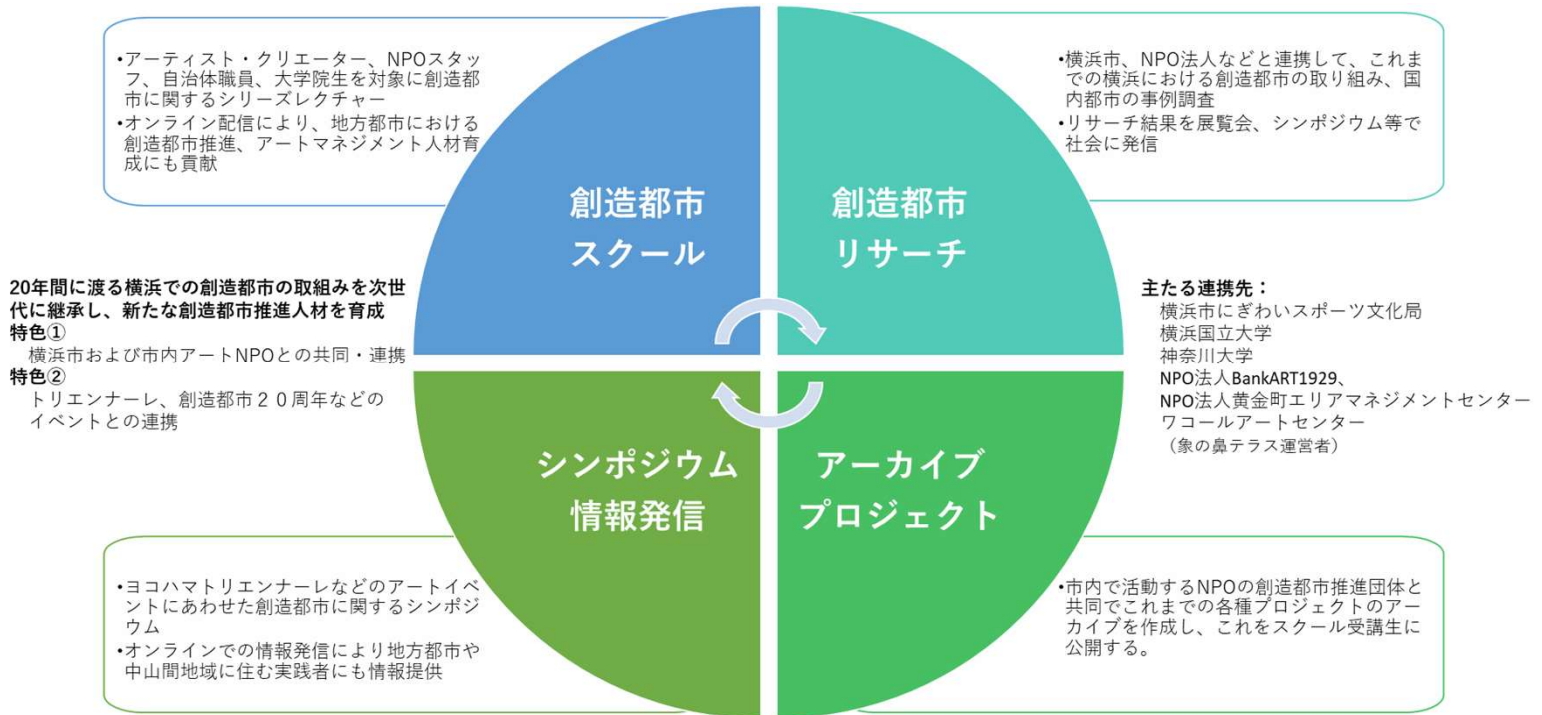 •アーティスト・クリエーター、NPOスタッ
フ、自治体職員、大学院生を対象に創造都
市に関するシリーズレクチャー
•オンライン配信により、地方都市における
創造都市推進、アートマネジメント人材育
成にも貢献
•横浜市、NPO法人などと連携して、これま
での横浜における創造都市の取り組み、国
内都市の事例調査
•リサーチ結果を展覧会、シンポジウム等で
社会に発信
創造都市
スクール
創造都市
リサーチ
20年間に渡る横浜での創造都市の取組みを次世
代に継承し、新たな創造都市推進人材を育成
特色①
横浜市および市内アートNPOとの共同・連携
特色②
トリエンナーレ、創造都市２０周年などの
イベントとの連携
主たる連携先：
横浜市にぎわいスポーツ文化局
横浜国立大学
神奈川大学
NPO法人BankART1929、
NPO法人黄金町エリアマネジメントセンター
ワコールアートセンター
（象の鼻テラス運営者）
シンポジウム
情報発信
アーカイブ
プロジェクト
•ヨコハマトリエンナーレなどのアートイベ
ントにあわせた創造都市に関するシンポジ
ウム
•オンラインでの情報発信により地方都市や
中山間地域に住む実践者にも情報提供
•市内で活動するNPOの創造都市推進団体と
共同でこれまでの各種プロジェクトのアー
カイブを作成し、これをスクール受講生に
公開する。